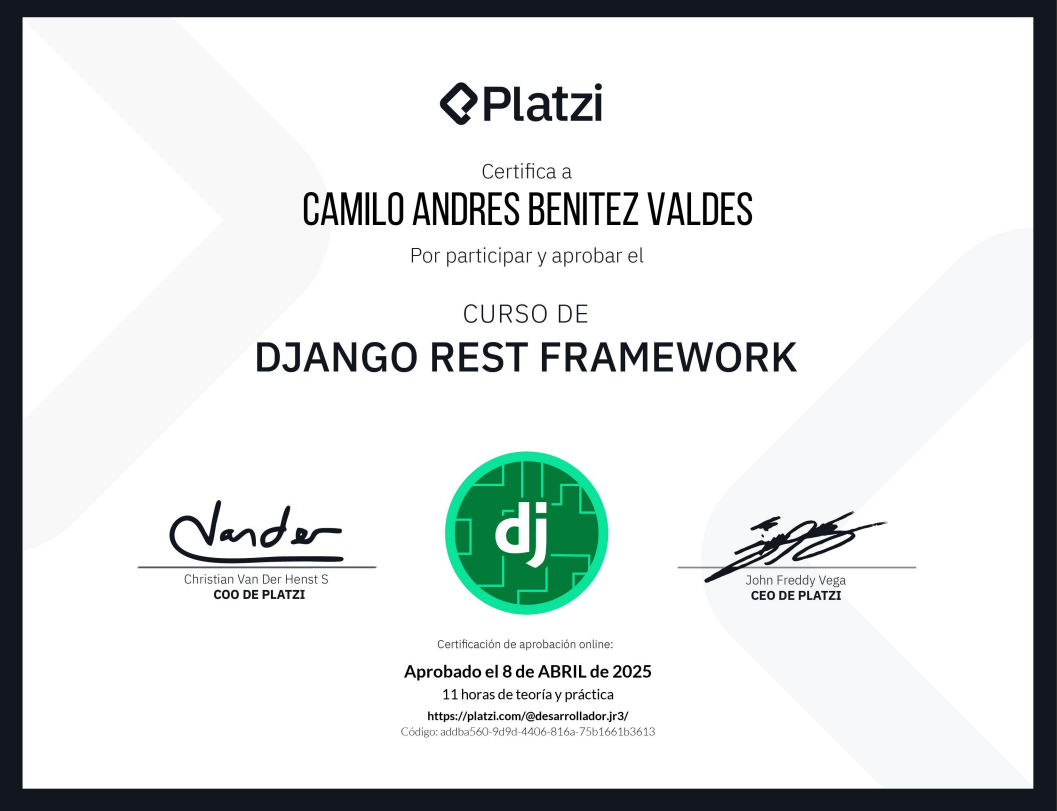 Platzi
Certifica a
CAMILO ANDRES BENITEZ VALDES
Por participar y aprobar el
CURSO DE
DJANGO REST FRAMEWORK
dj
Vander
Christian Van Der Henst S
COO DE PLATZI
John Freddy Vega
CEO DE PLATZI
Certificación de aprobación online:
Aprobado el 8 de ABRIL de 2025
11 horas de teoría y práctica
https://platzi.com/@desarrollador.jr3/
Código: addba560-9d9d-4406-816a-75b1661b3613